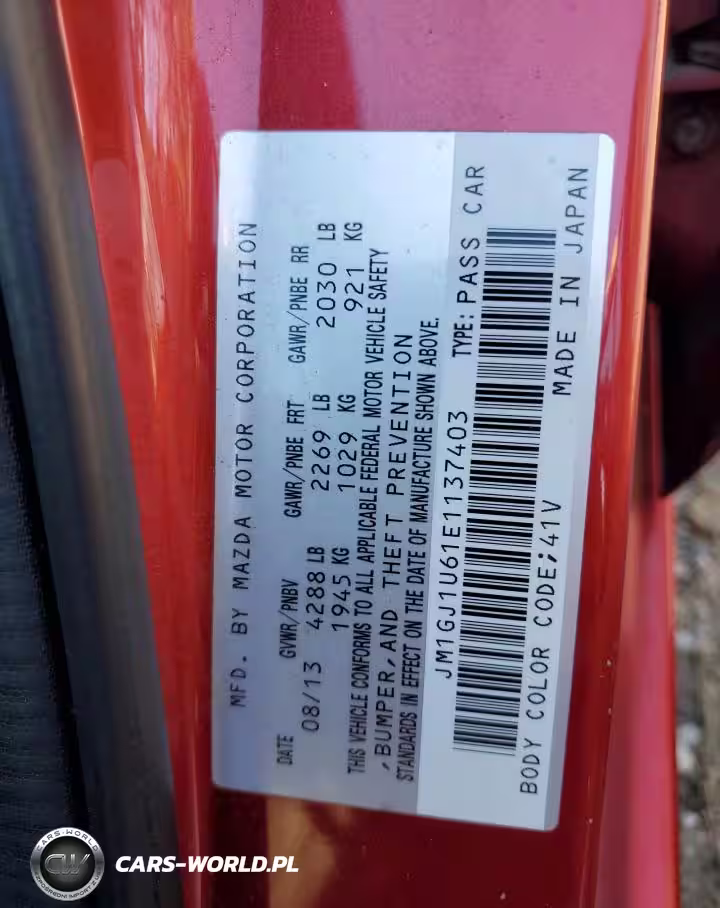 MFD. BY MAZDA MOTOR CORPORATION
DATE GVWR/PNBV GAWR/PNBE FRT GAWR/PNBE RR
08/13 4288 LB 2269 LB 2030 LB
1945 KG 1029 KG 921 KG
THIS VEHICLE CONFORMS TO ALL APPLICABLE FEDERAL MOTOR VEHICLE SAFETY
,BUMPER,AND THEFT PREVENTION
STANDARDS IN EFFECT ON THE DATE OF MANUFACTURE SHOWN ABOVE.
JM1GJ1U61E1137403 TYPE: PASS CAR
BODY COLOR CODE:41V MADE IN JAPAN
CARS-WORLD.PL
CARS-WORLD
CW